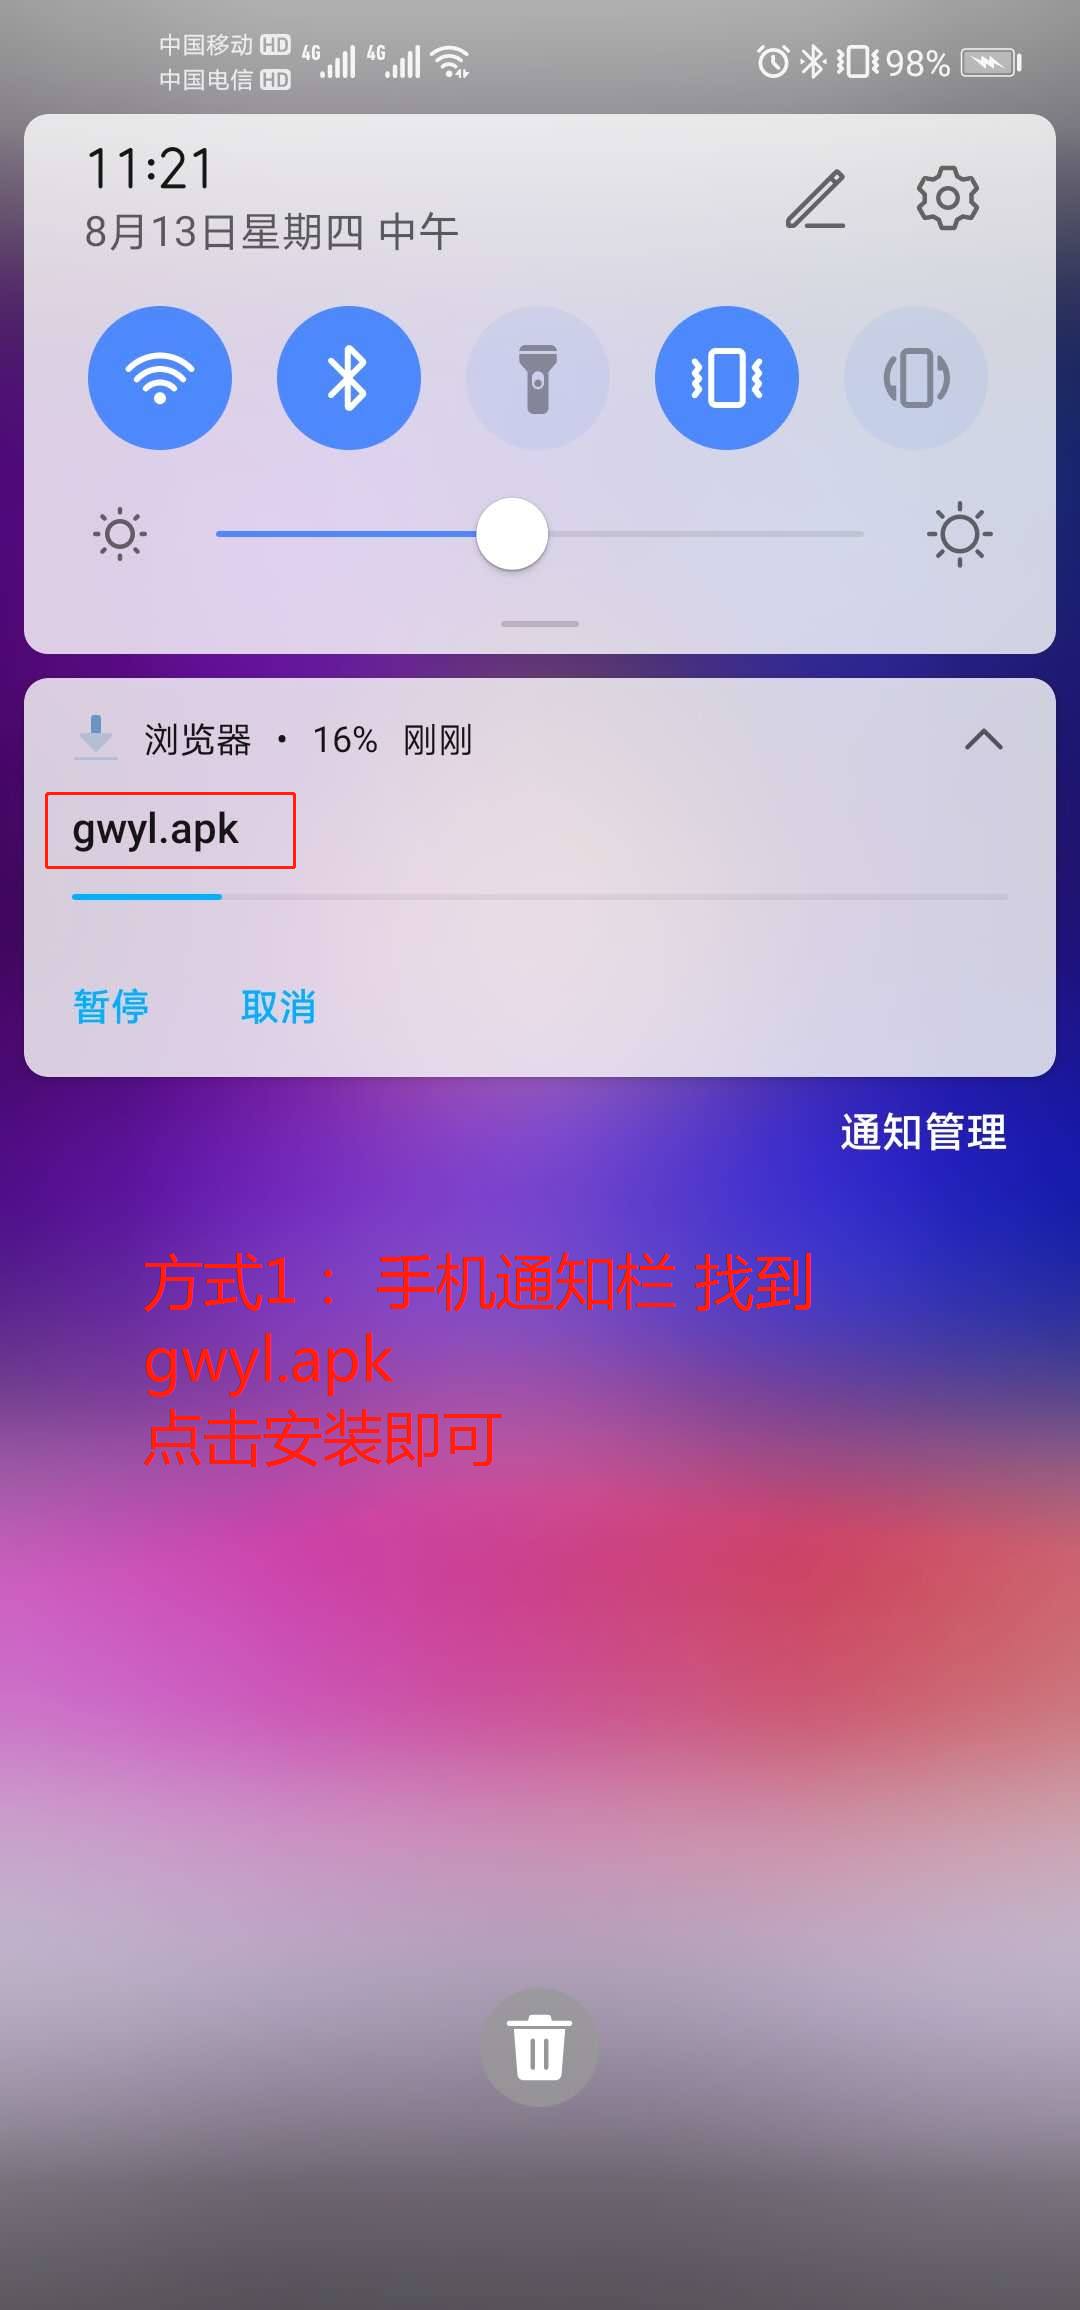 中国移动 HD 4G 4G
中国电信 HD
98%
11:21
8月13日星期四 中午
浏览器 • 16% 刚刚
gwyl.apk
暂停 取消
通知管理
方式1：手机通知栏 找到
gwyl.apk
点击安装即可